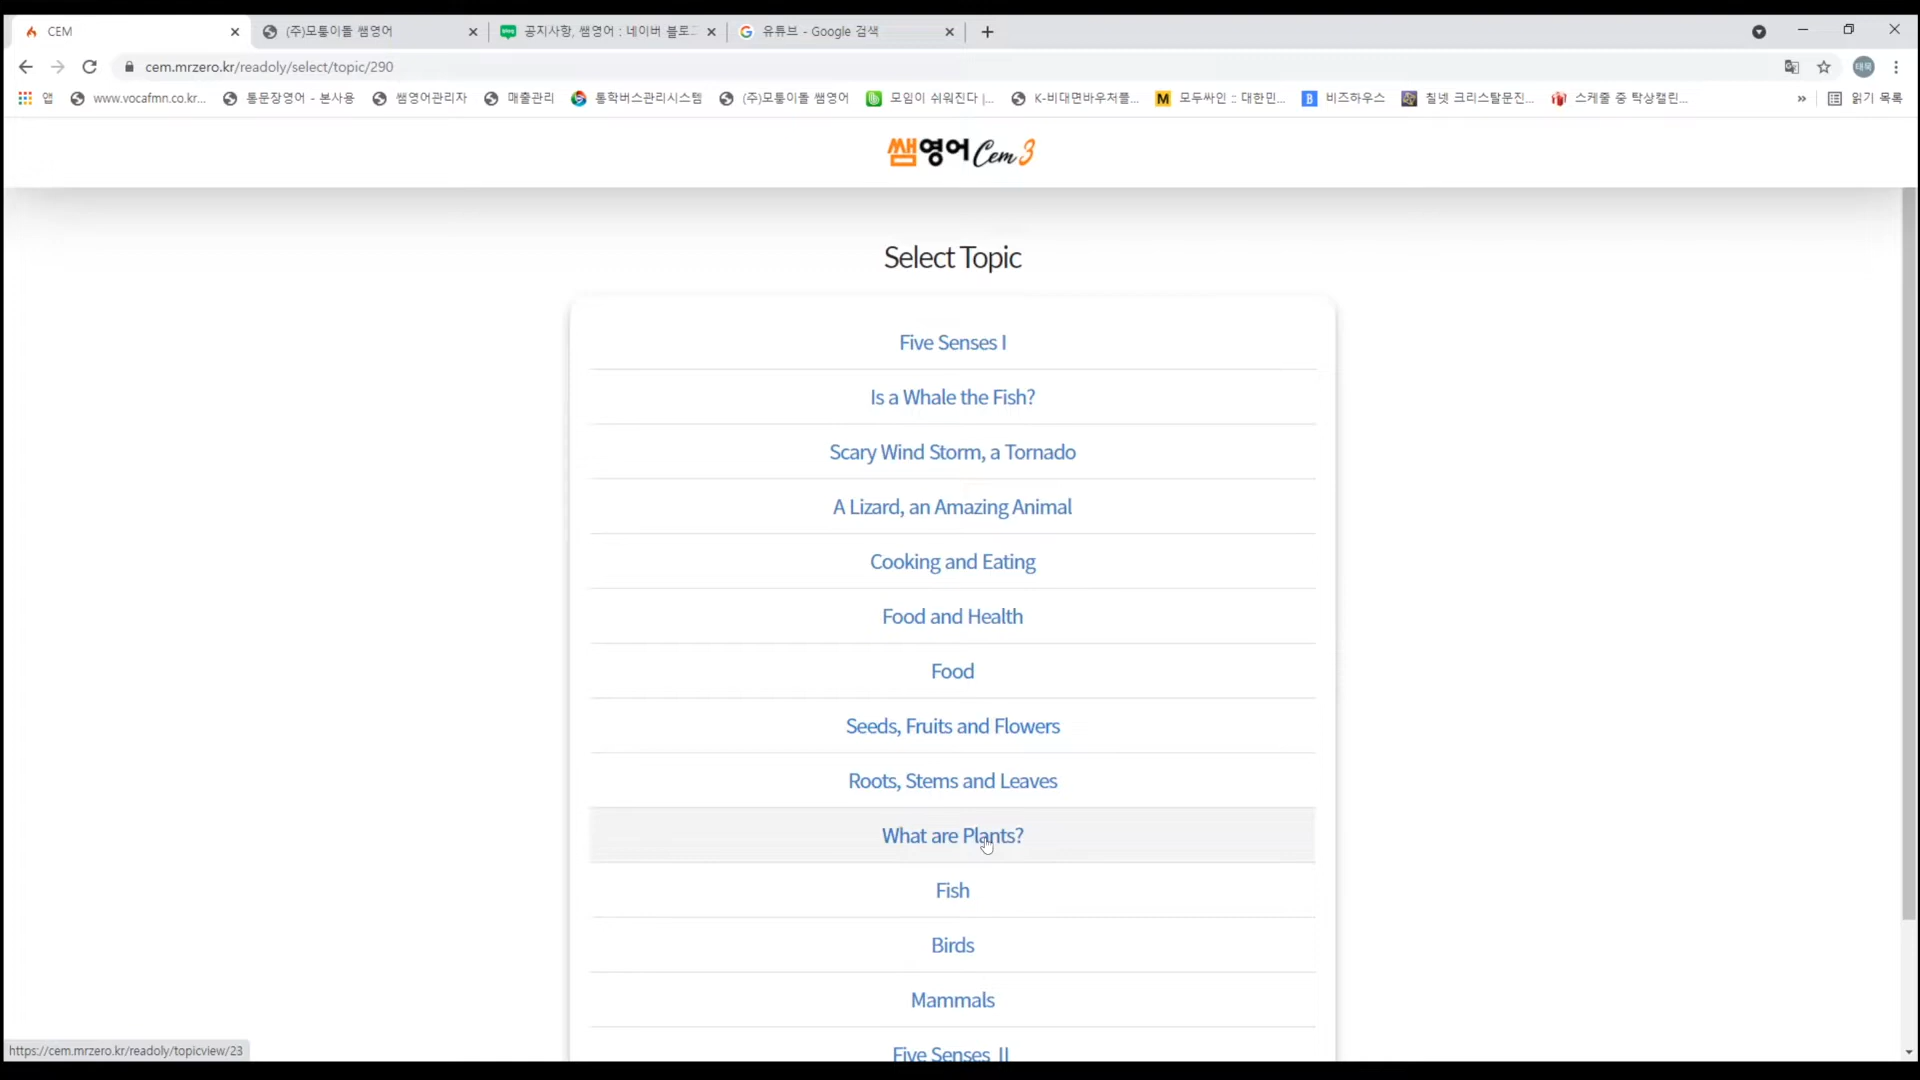 CEM
(주)모퉁이돌 쌤영어
공지사항, 쌤영어 : 네이버 블로그
유튜브 - Google 검색
cem.mrzero.kr/readoly/select/topic/290
태욱
앱
www.vocafmn.co.kr...
통문장영어 - 본사용
쌤영어관리자
매출관리
통학버스관리시스템
(주)모퉁이돌 쌤영어
모임이 쉬워진다 |...
K-비대면바우처플...
모두싸인 :: 대한민...
비즈하우스
칠넷 크리스탈문진...
스케줄 중 탁상캘린...
»
읽기 목록
쌤영어 Cem 3
Select Topic
Five Senses I
Is a Whale the Fish?
Scary Wind Storm, a Tornado
A Lizard, an Amazing Animal
Cooking and Eating
Food and Health
Food
Seeds, Fruits and Flowers
Roots, Stems and Leaves
What are Plants?
Fish
Birds
Mammals
Five Senses II
https://cem.mrzero.kr/readoly/topicview/23